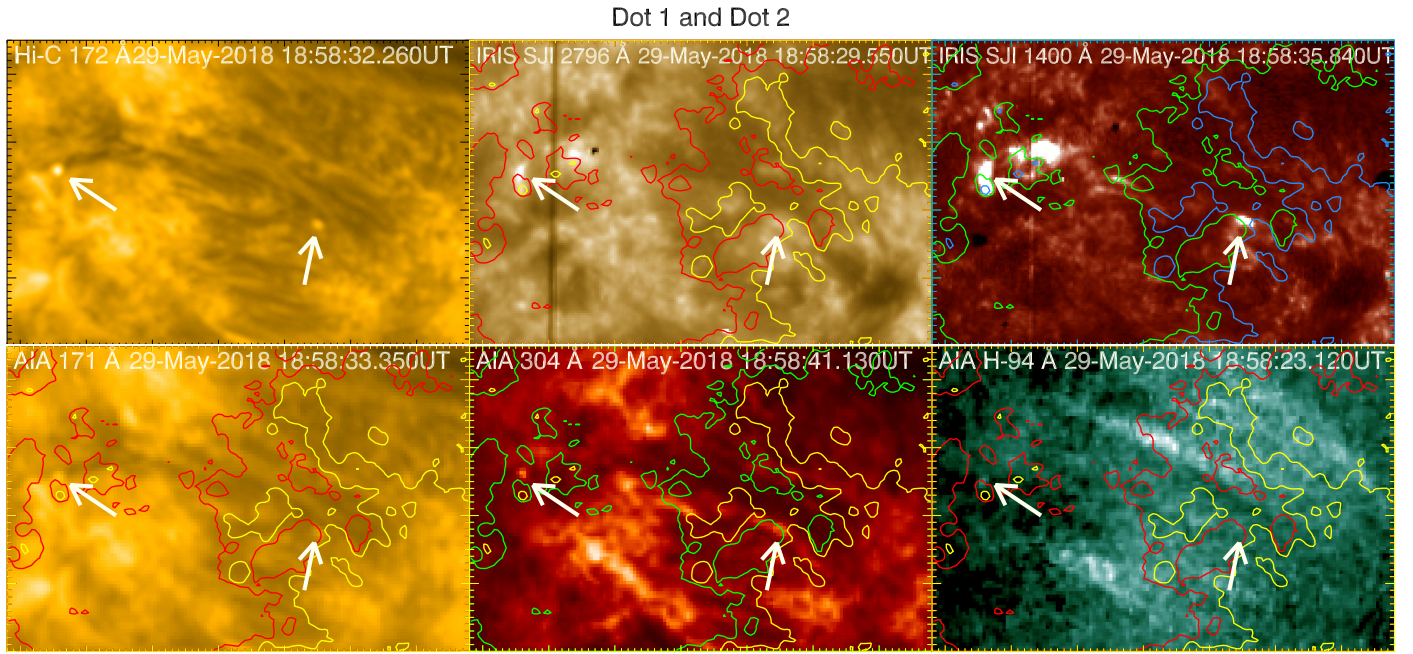 Dot 1 and Dot 2
Hi-C 172 Å29-May-2018 18:58:32.260UT
IRIS SJI 2796 Å 29-May-2018 18:58:29.550UT
IRIS SJI 1400 Å 29-May-2018 18:58:35.840UT
AIA 171 Å 29-May-2018 18:58:33.350UT
AIA 304 Å 29-May-2018 18:58:41.130UT
AIA H-94 Å 29-May-2018 18:58:23.120UT